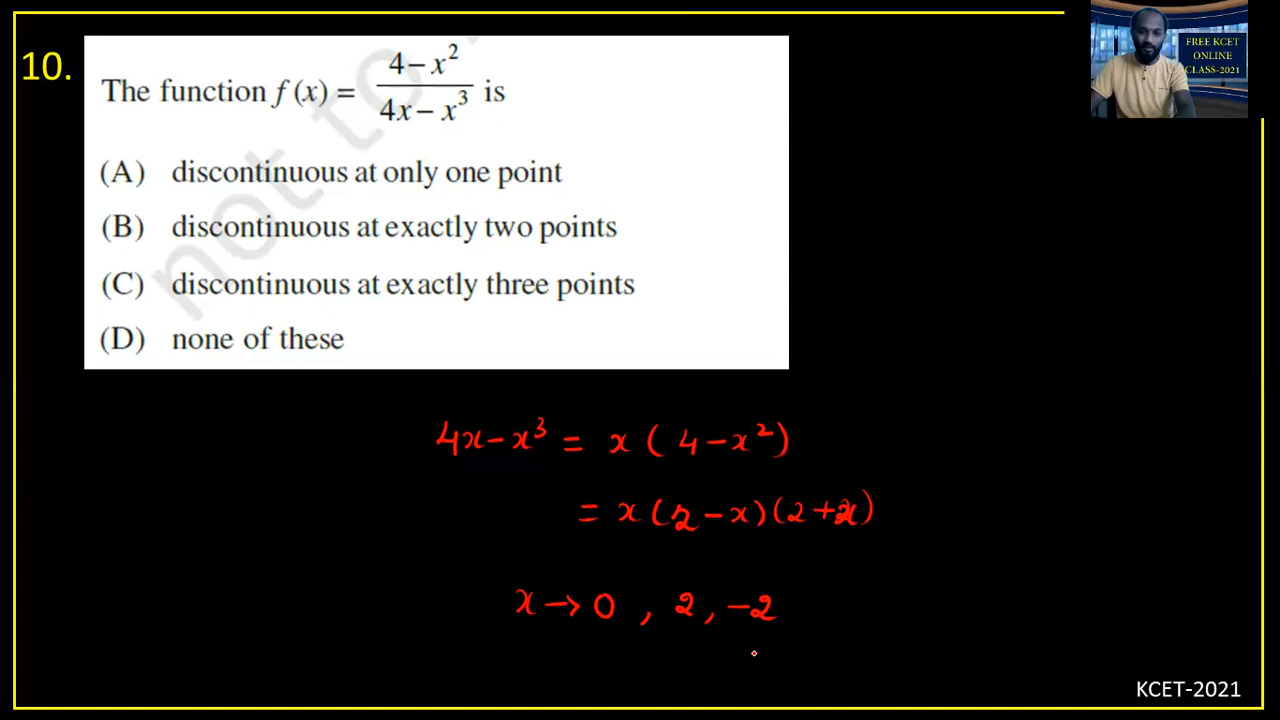 10.
The function f (x) = 4 – x² / 4x – x³ is
(A) discontinuous at only one point
(B) discontinuous at exactly two points
(C) discontinuous at exactly three points
(D) none of these
not to
4x – x³ = x ( 4 – x² )
= x (2 – x) (2 + x)
x → 0 , 2, –2
FREE KCET
ONLINE
CLASS-2021
KCET-2021